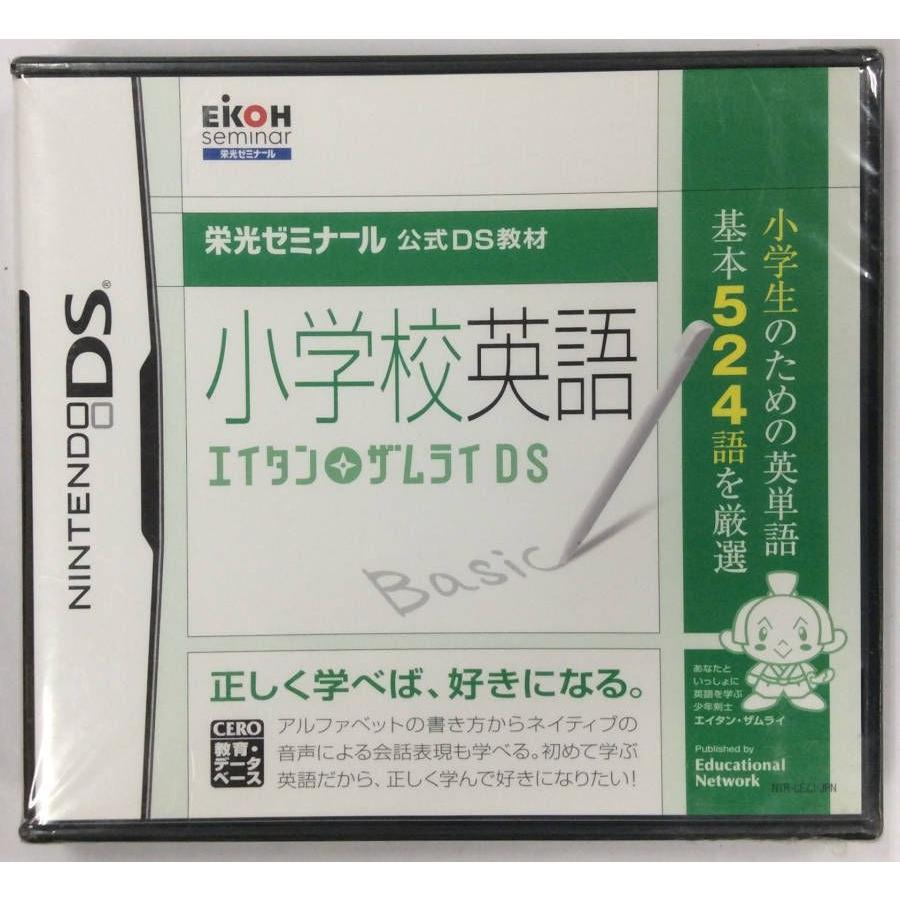 NINTENDO DS®
EiKOH
seminar
栄光ゼミナール
栄光ゼミナール 公式DS教材
小学校英語
エイタン ザムライ DS
Basic
小学生のための英単語
基本524語を厳選
正しく学べば、好きになる。
CERO
教育・
データ
ベース
アルファベットの書き方からネイティブの
音声による会話表現も学べる。初めて学ぶ
英語だから、正しく学んで好きになりたい!
あなたと
いっしょに
英語を学ぶ
少年剣士
エイタン・ザムライ
Published by
Educational
Network